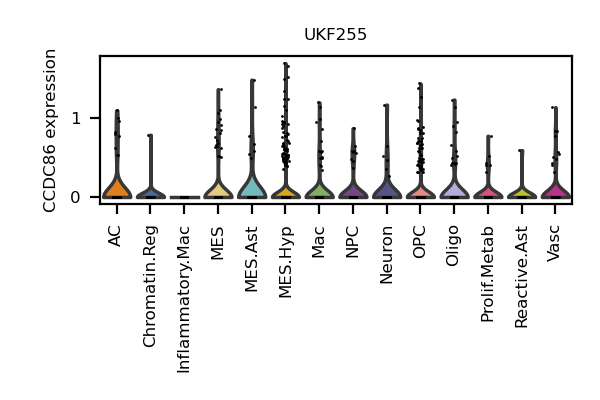 UKF255
CCDC86 expression
1
0
AC
Chromatin.Reg
Inflammatory.Mac
MES
MES.Ast
MES.Hyp
Mac
NPC
Neuron
OPC
Oligo
Prolif.Metab
Reactive.Ast
Vasc